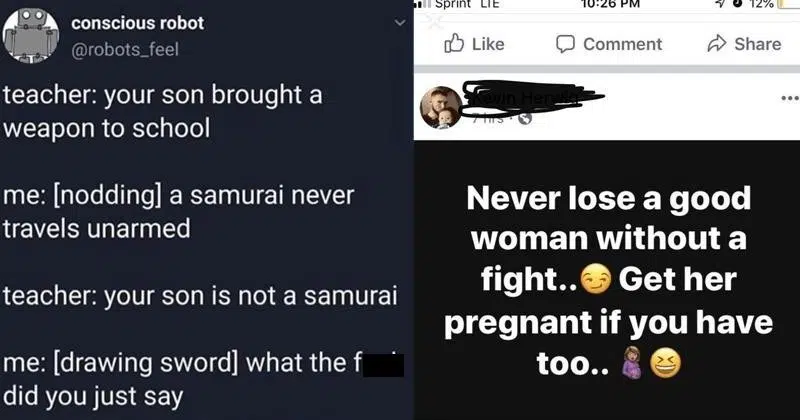 conscious robot
@robots_feel
teacher: your son brought a
weapon to school
me: [nodding] a samurai never
travels unarmed
teacher: your son is not a samurai
me: [drawing sword] what the f
did you just say
Sprint LTE 10:26 PM 12%
Like Comment Share
7 hrs
Never lose a good
woman without a
fight..😏 Get her
pregnant if you have
too.. 🤰🏽 😆